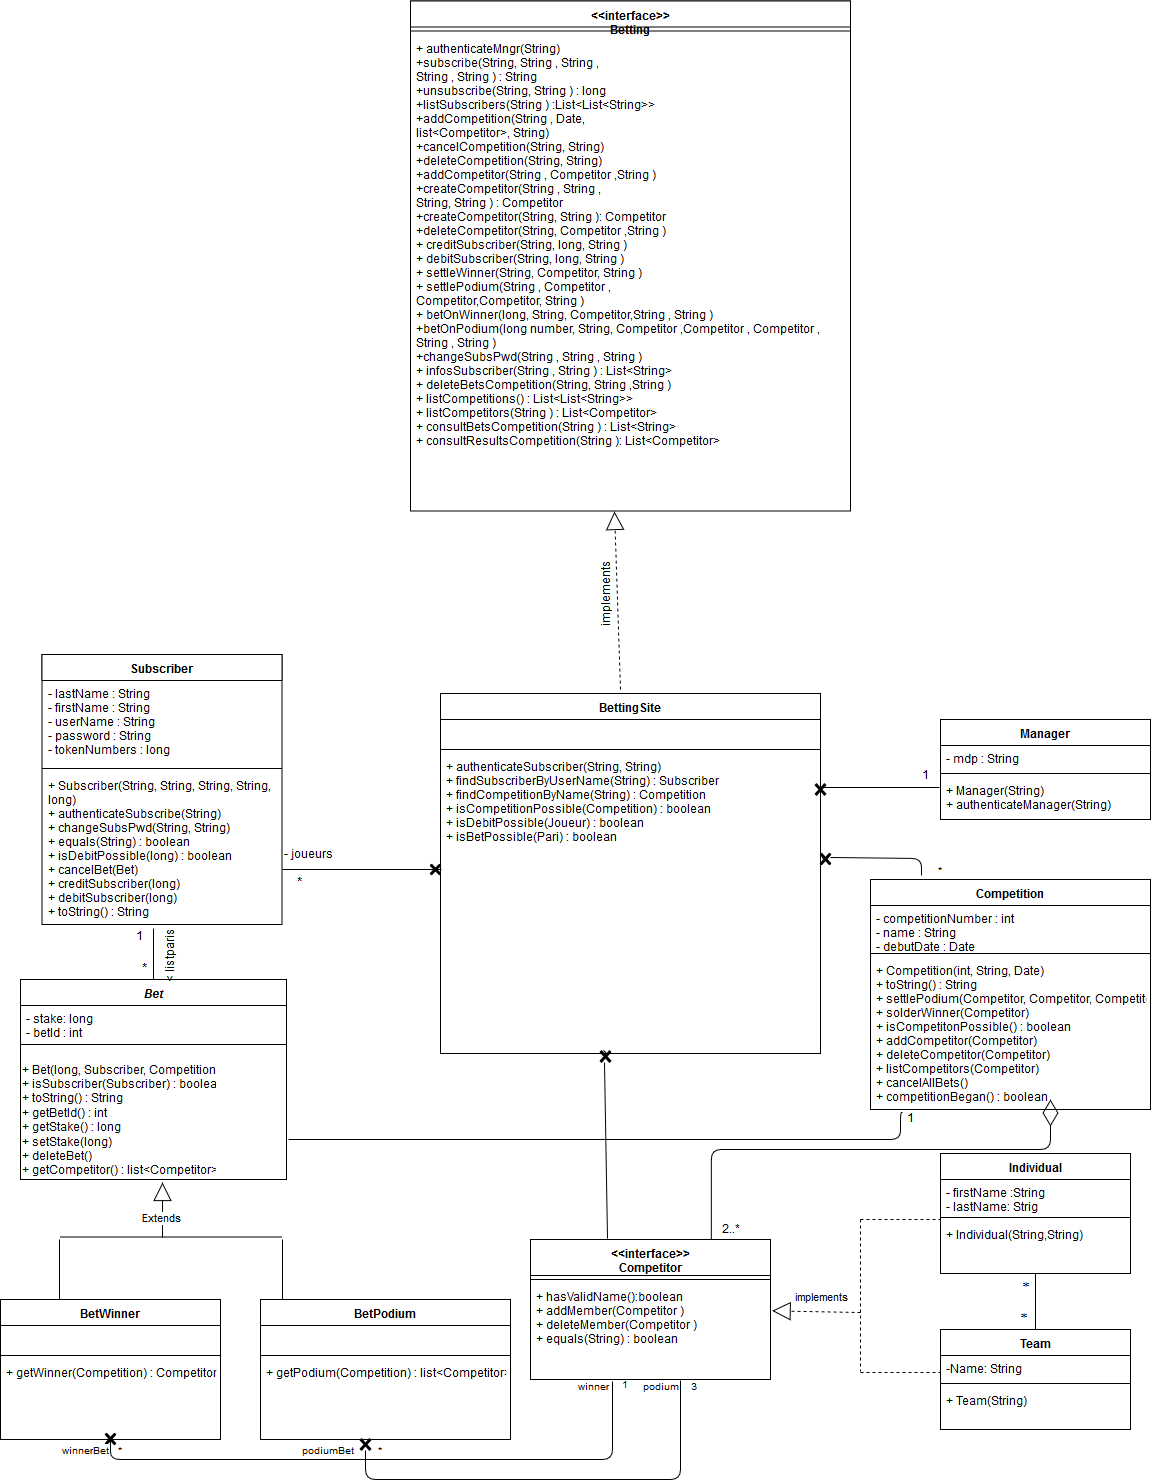 <<interface>>
Betting
+ authenticateMngr(String)
+subscribe(String, String , String ,
String , String ) : String
+unsubscribe(String, String ) : long
+listSubscribers(String ) :List<List<String>>
+addCompetition(String , Date,
list<Competitor>, String)
+cancelCompetition(String, String)
+deleteCompetition(String, String)
+addCompetitor(String , Competitor ,String )
+createCompetitor(String , String ,
String, String ) : Competitor
+createCompetitor(String, String ): Competitor
+deleteCompetitor(String, Competitor ,String )
+ creditSubscriber(String, long, String )
+ debitSubscriber(String, long, String )
+ settleWinner(String, Competitor, String )
+ settlePodium(String , Competitor ,
Competitor,Competitor, String )
+ betOnWinner(long, String, Competitor,String , String )
+betOnPodium(long number, String, Competitor ,Competitor , Competitor ,
String , String )
+changeSubsPwd(String , String , String )
+ infosSubscriber(String , String ) : List<String>
+ deleteBetsCompetition(String, String ,String )
+ listCompetitions() : List<List<String>>
+ listCompetitors(String ) : List<Competitor>
+ consultBetsCompetition(String ) : List<String>
+ consultResultsCompetition(String ): List<Competitor>
implements
Subscriber
- lastName : String
- firstName : String
- userName : String
- password : String
- tokenNumbers : long
+ Subscriber(String, String, String, String,
long)
+ authenticateSubscribe(String)
+ changeSubsPwd(String, String)
+ equals(String) : boolean
+ isDebitPossible(long) : boolean
+ cancelBet(Bet)
+ creditSubscriber(long)
+ debitSubscriber(long)
+ toString() : String
- joueurs
*
BettingSite
+ authenticateSubscriber(String, String)
+ findSubscriberByUserName(String) : Subscriber
+ findCompetitionByName(String) : Competition
+ isCompetitionPossible(Competition) : boolean
+ isDebitPossible(Joueur) : boolean
+ isBetPossible(Pari) : boolean
1
Manager
- mdp : String
+ Manager(String)
+ authenticateManager(String)
*
Competition
- competitionNumber : int
- name : String
- debutDate : Date
+ Competition(int, String, Date)
+ toString() : String
+ settlePodium(Competitor, Competitor, Competit
+ solderWinner(Competitor)
+ isCompetitonPossible() : boolean
+ addCompetitor(Competitor)
+ deleteCompetitor(Competitor)
+ listCompetitors(Competitor)
+ cancelAllBets()
+ competitionBegan() : boolean
1
1
*
< listparis
Bet
- stake: long
- betId : int
+ Bet(long, Subscriber, Competition
+ isSubscriber(Subscriber) : boolea
+ toString() : String
+ getBetId() : int
+ getStake() : long
+ setStake(long)
+ deleteBet()
+ getCompetitor() : list<Competitor>
Extends
BetWinner
+ getWinner(Competition) : Competitor
BetPodium
+ getPodium(Competition) : list<Competitor>
2..*
<<interface>>
Competitor
+ hasValidName():boolean
+ addMember(Competitor )
+ deleteMember(Competitor )
+ equals(String) : boolean
implements
Individual
- firstName :String
- lastName: Strig
+ Individual(String,String)
*
*
Team
-Name: String
+ Team(String)
winner
1
podium
3
winnerBet
*
podiumBet
*